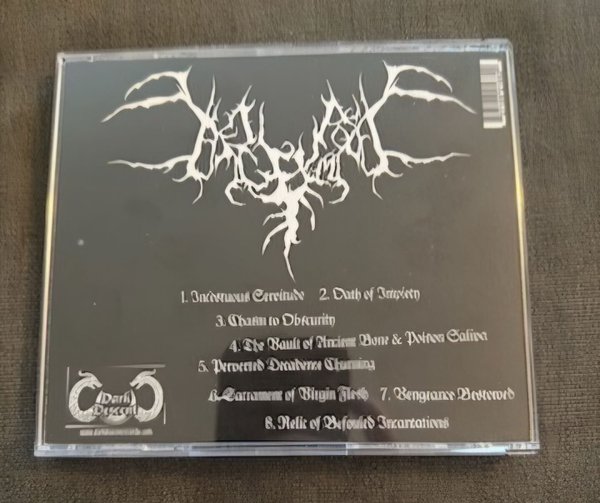 1. Incestuous Servitude 2. Oath of Impiety
3. Chasm to Obscurity
4. The Vault of Ancient Bone & Poison Saliva
5. Perverted Decadence Churning
6. Sacrament of Virgin Flesh 7. Vengeance Bestowed
8. Relic of Befouled Incantations
Dark
Descent